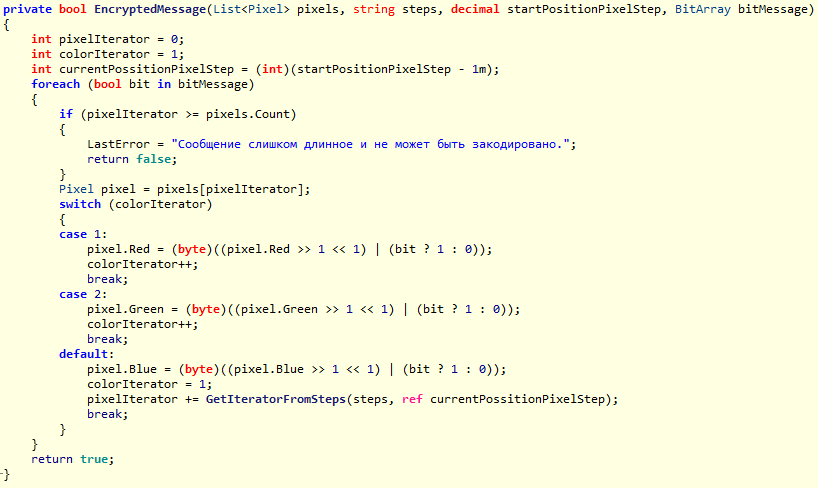 private bool EncryptedMessage(List<Pixel> pixels, string steps, decimal startPositionPixelStep, BitArray bitMessage)
{
    int pixelIterator = 0;
    int colorIterator = 1;
    int currentPossitionPixelStep = (int)(startPositionPixelStep - 1m);
    foreach (bool bit in bitMessage)
    {
        if (pixelIterator >= pixels.Count)
        {
            LastError = "Сообщение слишком длинное и не может быть закодировано.";
            return false;
        }
        Pixel pixel = pixels[pixelIterator];
        switch (colorIterator)
        {
        case 1:
            pixel.Red = (byte)((pixel.Red >> 1 << 1) | (bit ? 1 : 0));
            colorIterator++;
            break;
        case 2:
            pixel.Green = (byte)((pixel.Green >> 1 << 1) | (bit ? 1 : 0));
            colorIterator++;
            break;
        default:
            pixel.Blue = (byte)((pixel.Blue >> 1 << 1) | (bit ? 1 : 0));
            colorIterator = 1;
            pixelIterator += GetIteratorFromSteps(steps, ref currentPossitionPixelStep);
            break;
        }
    }
    return true;
}